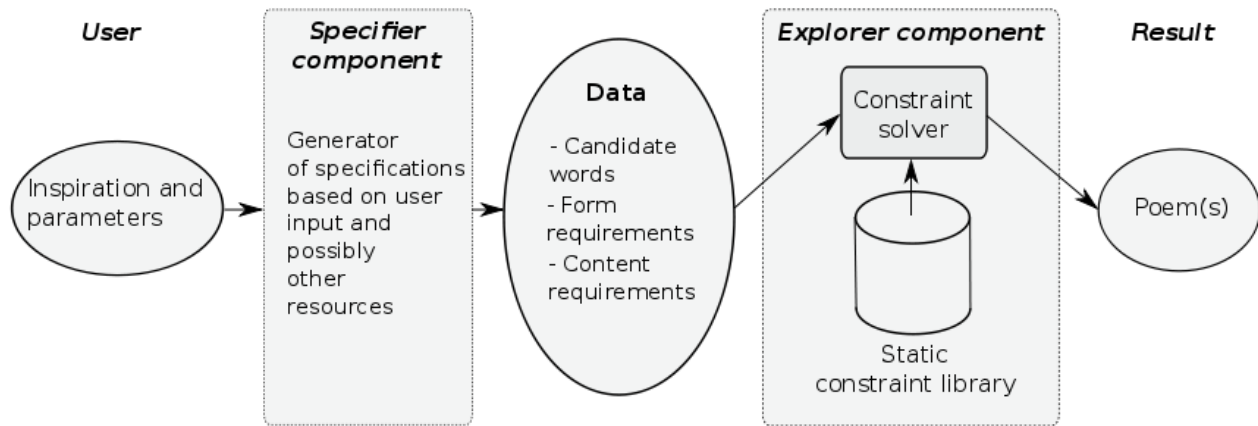 User
Specifier
component
Explorer component
Result
Inspiration and
parameters
Generator
of specifications
based on user
input and
possibly
other
resources
Data
- Candidate
words
- Form
requirements
- Content
requirements
Constraint
solver
Static
constraint library
Poem(s)